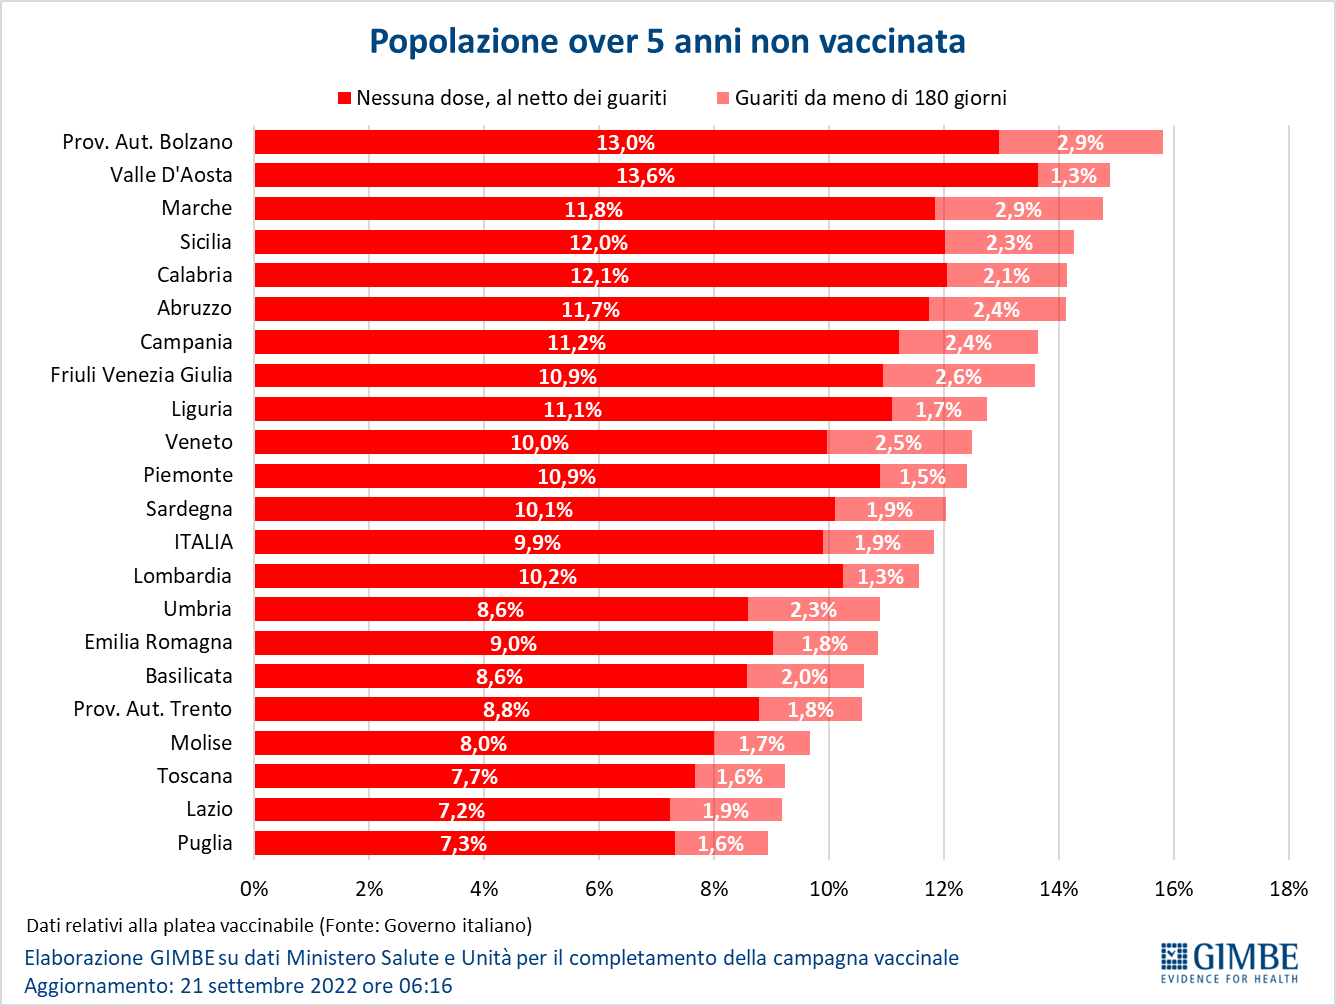 Popolazione over 5 anni non vaccinata
Nessuna dose, al netto dei guariti Guariti da meno di 180 giorni
Prov. Aut. Bolzano 13,0% 2,9%
Valle D'Aosta 13,6% 1,3%
Marche 11,8% 2,9%
Sicilia 12,0% 2,3%
Calabria 12,1% 2,1%
Abruzzo 11,7% 2,4%
Campania 11,2% 2,4%
Friuli Venezia Giulia 10,9% 2,6%
Liguria 11,1% 1,7%
Veneto 10,0% 2,5%
Piemonte 10,9% 1,5%
Sardegna 10,1% 1,9%
ITALIA 9,9% 1,9%
Lombardia 10,2% 1,3%
Umbria 8,6% 2,3%
Emilia Romagna 9,0% 1,8%
Basilicata 8,6% 2,0%
Prov. Aut. Trento 8,8% 1,8%
Molise 8,0% 1,7%
Toscana 7,7% 1,6%
Lazio 7,2% 1,9%
Puglia 7,3% 1,6%
0% 2% 4% 6% 8% 10% 12% 14% 16% 18%
Dati relativi alla platea vaccinabile (Fonte: Governo italiano)
Elaborazione GIMBE su dati Ministero Salute e Unità per il completamento della campagna vaccinale
Aggiornamento: 21 settembre 2022 ore 06:16
GIMBE
EVIDENCE FOR HEALTH